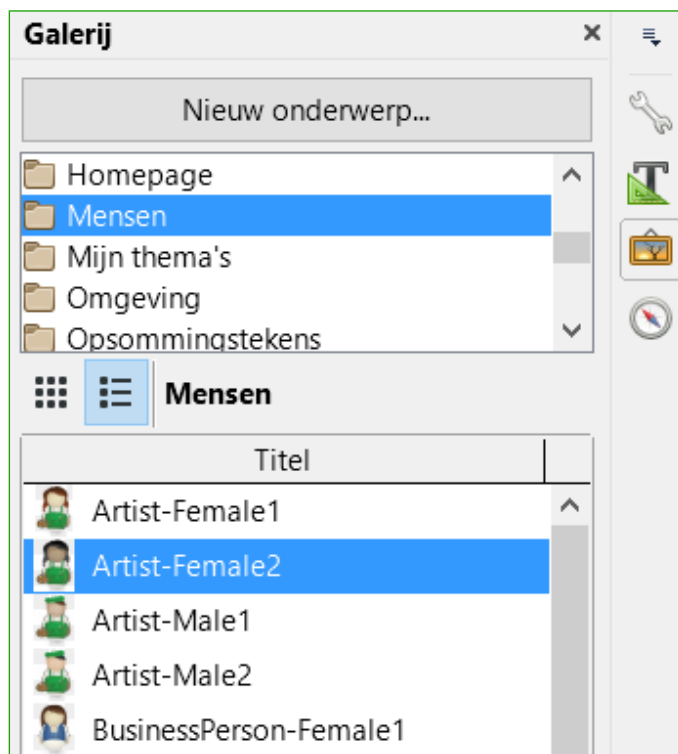 Galerij
Nieuw onderwerp...
Homepage
Mensen
Mijn thema's
Omgeving
Opsommingstekens
Mensen
Titel
Artist-Female1
Artist-Female2
Artist-Male1
Artist-Male2
BusinessPerson-Female1